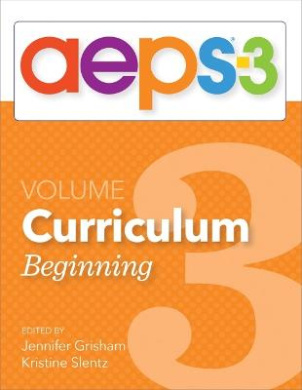 aeps-3
VOLUME
3
Curriculum
Beginning
EDITED BY
Jennifer Grisham
Kristine Slentz